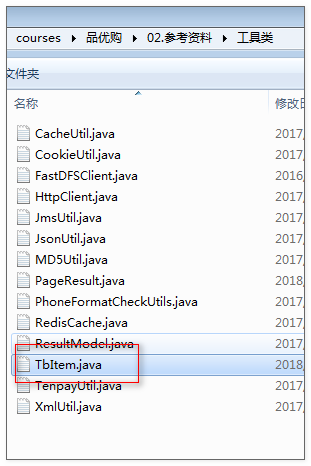 courses ▸ 品优购 ▸ 02.参考资料 ▸ 工具类
文件夹
名称 修改日
CacheUtil.java 2017,
CookieUtil.java 2017,
FastDFSClient.java 2016,
HttpClient.java 2017,
JmsUtil.java 2017,
JsonUtil.java 2017,
MD5Util.java 2017,
PageResult.java 2018,
PhoneFormatCheckUtils.java 2017,
RedisCache.java 2017,
ResultModel.java 2017,
TbItem.java 2018,
TenpayUtil.java 2017,
XmlUtil.java 2017,